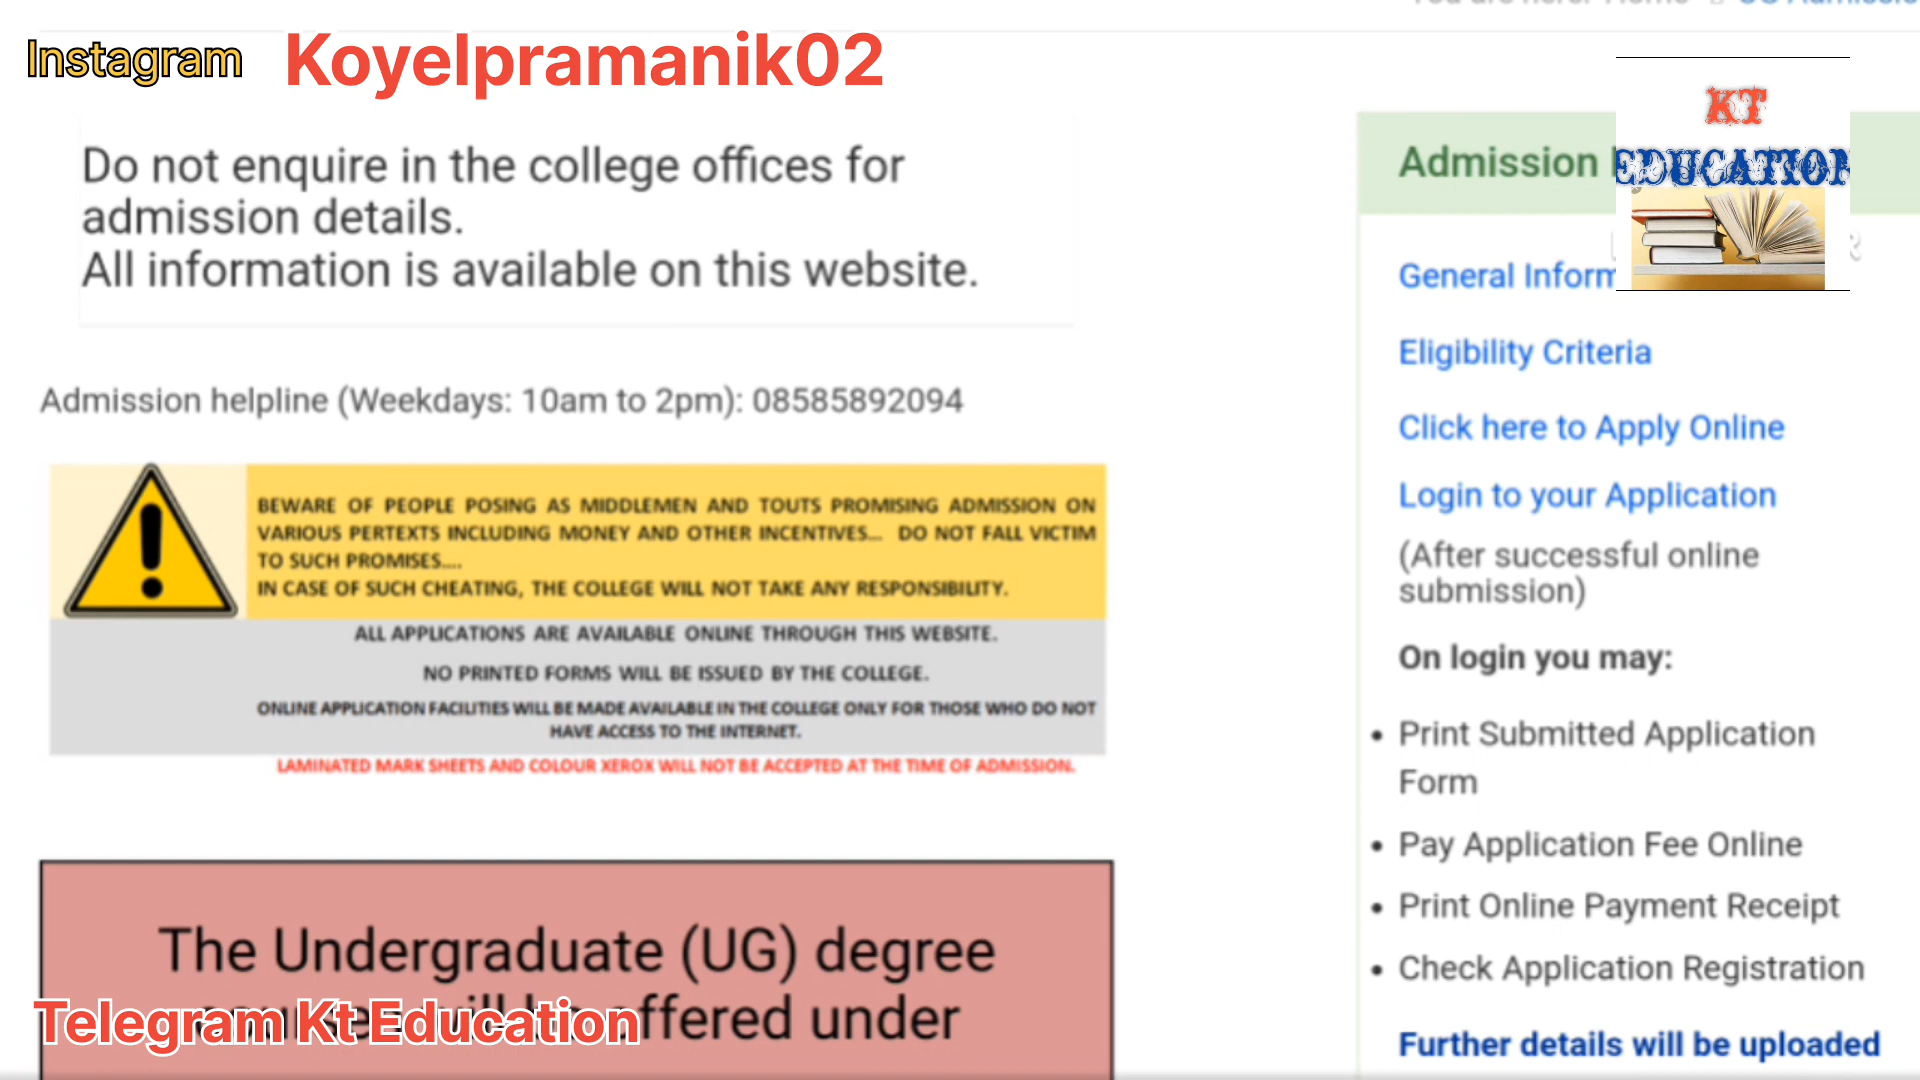 You are here: Home
Instagram Koyelpramanik02
Do not enquire in the college offices for
admission details.
All information is available on this website.
Admission helpline (Weekdays: 10am to 2pm): 08585892094
BEWARE OF PEOPLE POSING AS MIDDLEMEN AND TOUTS PROMISING ADMISSION ON
VARIOUS PERTEXTS INCLUDING MONEY AND OTHER INCENTIVES... DO NOT FALL VICTIM
TO SUCH PROMISES....
IN CASE OF SUCH CHEATING, THE COLLEGE WILL NOT TAKE ANY RESPONSIBILITY.
ALL APPLICATIONS ARE AVAILABLE ONLINE THROUGH THIS WEBSITE.
NO PRINTED FORMS WILL BE ISSUED BY THE COLLEGE.
ONLINE APPLICATION FACILITIES WILL BE MADE AVAILABLE IN THE COLLEGE ONLY FOR THOSE WHO DO NOT
HAVE ACCESS TO THE INTERNET.
LAMINATED MARK SHEETS AND COLOUR XEROX WILL NOT BE ACCEPTED AT THE TIME OF ADMISSION.
The Undergraduate (UG) degree
offered under
Telegram Kt Education
KT
EDUCATION
Admission
General
Eligibility Criteria
Click here to Apply Online
Login to your Application
(After successful online
submission)
On login you may:
• Print Submitted Application
Form
• Pay Application Fee Online
• Print Online Payment Receipt
• Check Application Registration
Further details will be uploaded